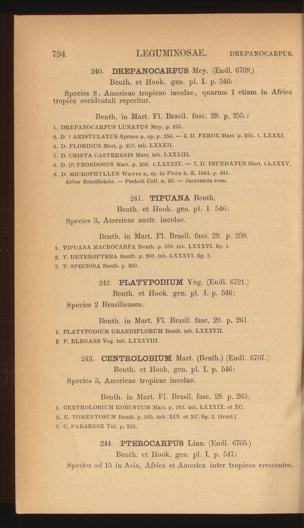 794 LEGUMINOSAE. DREPANOCARPUS.
240. DREPANOCARPUS Mey. (Endl. 6709.)
Benth. et Hook. gen. pl. I. p. 546:
Species 8, Americae tropicae incolae, quarum 1 etiam in Africa
tropica occidentali reperitur.
Benth. in Mart. Fl. Brasil. fasc. 29. p. 255.:
1. DREPANOCARPUS LUNATUS Mey. p. 255.
2. D. ARISTULATUS Spruce p. 256. — 3. D. FEROX Mart. p. 256. t. LXXXI.
4. D. FLORIDUS Mart. p. 257. tab. LXXXII.
5. D. CRISTA CASTRENSIS Mart. tab. LXXXIII.
6. D. (?) FRONDOSUS Mart. p. 258. t. LXXXIV. — 7. D. INUNDATUS Mart. t. LXXXV.
8. D. MICROPHYLLUS Wawra n. sp. in Flora b. Z. 1864. p. 241.
Arbor Brasiliensis. — Peckolt Coll. n. 26. — Jacaranda rosa.
241. TIPUANA Benth.
Benth. et Hook. gen. pl. I. p. 546:
Species 3, Americae austr. incolae.
Benth. in Mart. Fl. Brasil. fasc. 29. p. 259.
1. TIPUANA MACROCARPA Benth. p. 259. tab. LXXXVI. fig. 1.
2. T. HETEROPTERA Benth. p. 260. tab. LXXXVI. fig. 2.
3. T. SPECIOSA Benth. p. 260.
242. PLATYPODIUM Vog. (Endl. 6721.)
Benth. et Hook. gen. pl. I. p. 546:
Species 2 Brasilienses.
Benth. in Mart. Fl. Brasil. fasc. 29. p. 261.
1. PLATYPODIUM GRANDIFLORUM Benth. tab. LXXXVII.
2. P. ELEGANS Vog. tab. LXXXVIII.
243. CENTROLOBIUM Mart. (Benth.) (Endl. 6707.)
Benth. et Hook. gen. pl. I. p. 546:
Species 3, Americae tropicae incolae.
Benth. in Mart. Fl. Brasil. fasc. 29. p. 263.
1. CENTROLOBIUM ROBUSTUM Mart. p. 263. tab. LXXXIX. et XC.
2. C. TOMENTOSUM Benth. p. 265. tab. XCI. et XC. fig. 2. (fruct.)
3. C. PARAENSE Tul. p. 266.
244. PTEROCARPUS Linn. (Endl. 6705.)
Benth. et Hook. gen. pl. I. p. 547:
Species ad 15 in Asia, Africa et America inter tropicos crescentes.